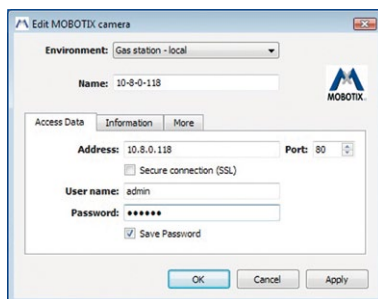 Edit MOBOTIX camera
Environment: Gas station - local
Name: 10-8-0-118
MOBOTIX
Access Data Information More
Address: 10.8.0.118 Port: 80
Secure connection (SSL)
User name: admin
Password: ••••••
Save Password
OK Cancel Apply